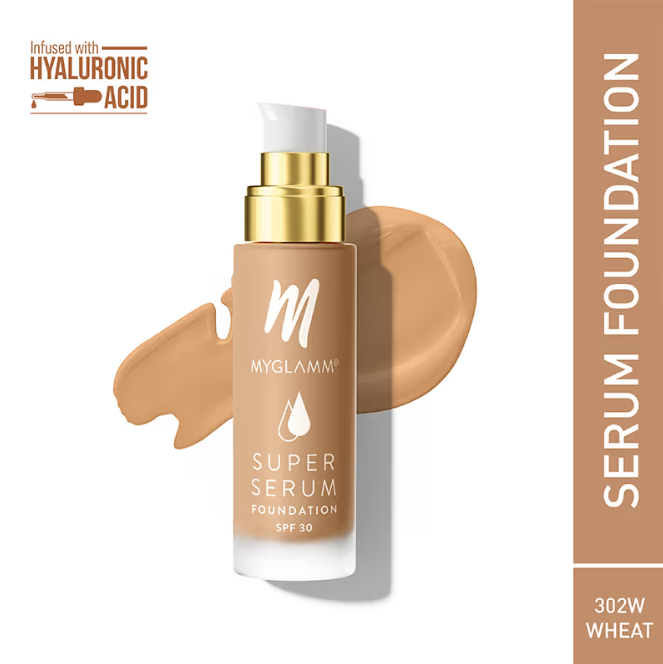 Infused with
HYALURONIC
ACID
M
MYGLAMM®
SUPER
SERUM
FOUNDATION
SPF 30
SERUM FOUNDATION
302W
WHEAT